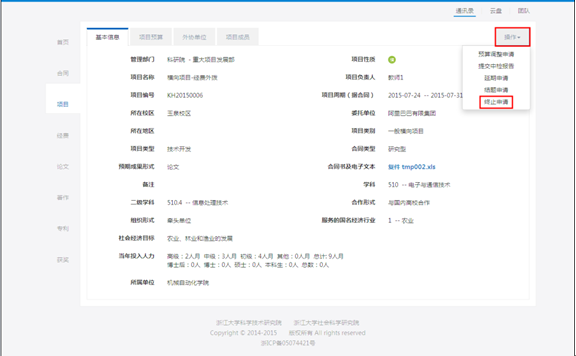 通讯录 云盘 团队
基本信息 项目预算 外协单位 项目成员 操作
预算调整申请
提交中检报告
延期申请
结题申请
终止申请
首页
合同
项目
经费
论文
著作
专利
获奖
管理部门 科研院 - 重大项目发展部 项目性质
项目名称 横向项目-经费外拨 项目负责人 教师1
项目编号 KH20150006 项目周期(据合同) 2015-07-24 -- 2015-07-31
所在校区 玉泉校区 委托单位 阿里巴巴有限集团
所在地区 项目类别 一般横向项目
项目类型 技术开发 合同类型 研究型
预期成果形式 论文 合同书及电子文本 附件 tmp002.xls
备注 学科 510 -- 电子与通信技术
二级学科 510.4 -- 信息处理技术 合作形式 与国内高校合作
组织形式 牵头单位 服务的国名经济行业 1 -- 农业
社会经济目标 农业、林业和渔业的发展
当年投入人力 高级:2人月 中级:3人月 初级:4人月 其他:0人月 总计:9人月
博士后:0人 博士:0人 硕士:0人 本科生:0人 总数:0人
所属单位 机械自动化学院
浙江大学科学技术研究院 浙江大学社会科学研究院
Copyright © 2014-2015 版权所有 All rights reserved
浙ICP备05074421号